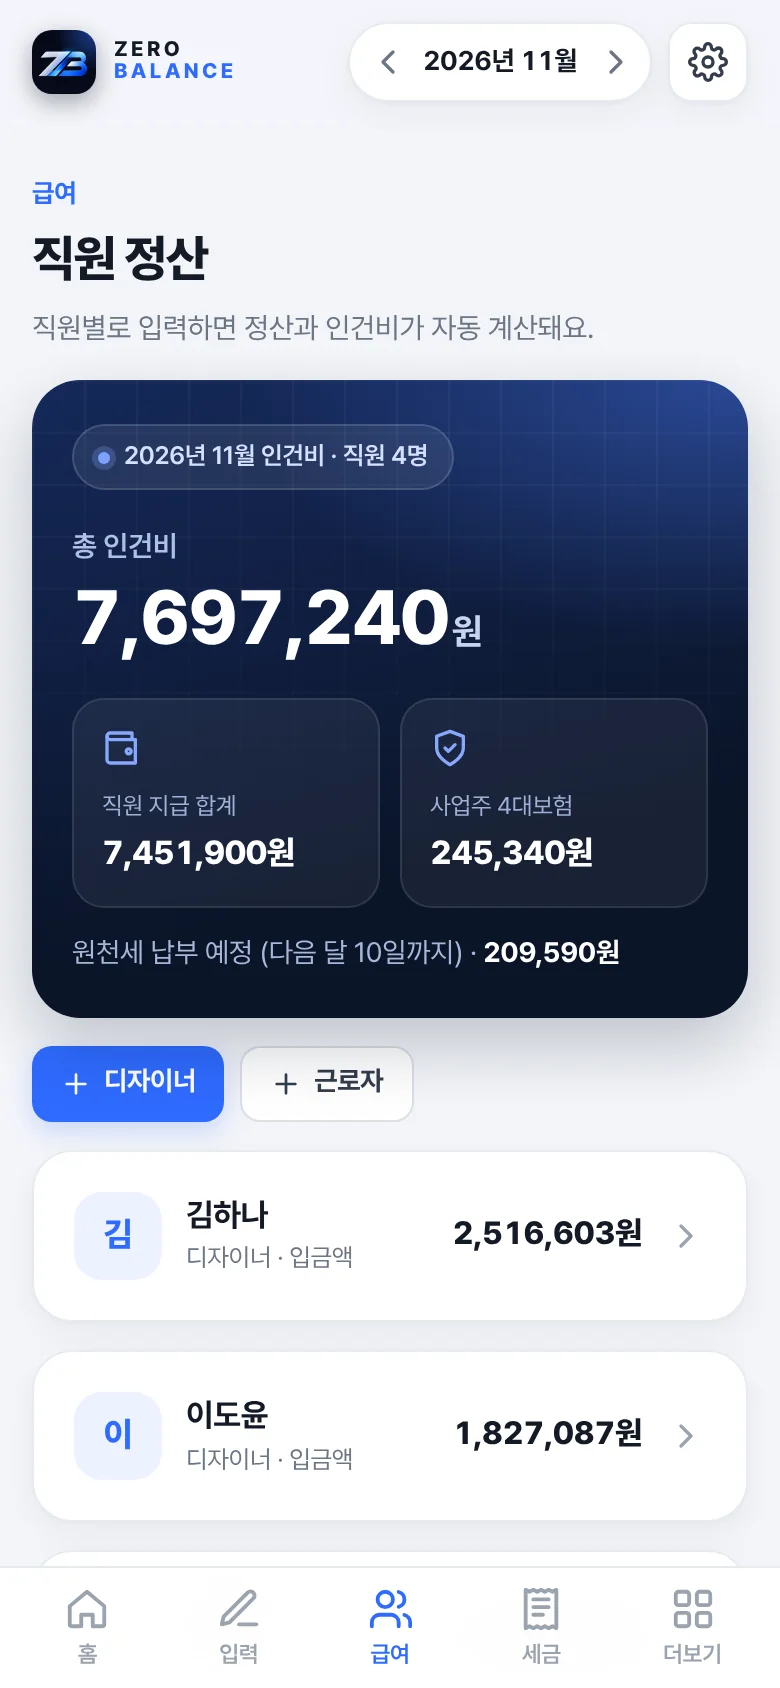 ZERO
BALANCE
2026년 11월
급여
직원 정산
직원별로 입력하면 정산과 인건비가 자동 계산돼요.
2026년 11월 인건비 · 직원 4명
총 인건비
7,697,240원
직원 지급 합계
7,451,900원
사업주 4대보험
245,340원
원천세 납부 예정 (다음 달 10일까지) · 209,590원
+ 디자이너
+ 근로자
김
김하나
디자이너 · 입금액
2,516,603원
이
이도윤
디자이너 · 입금액
1,827,087원
홈
입력
급여
세금
더보기